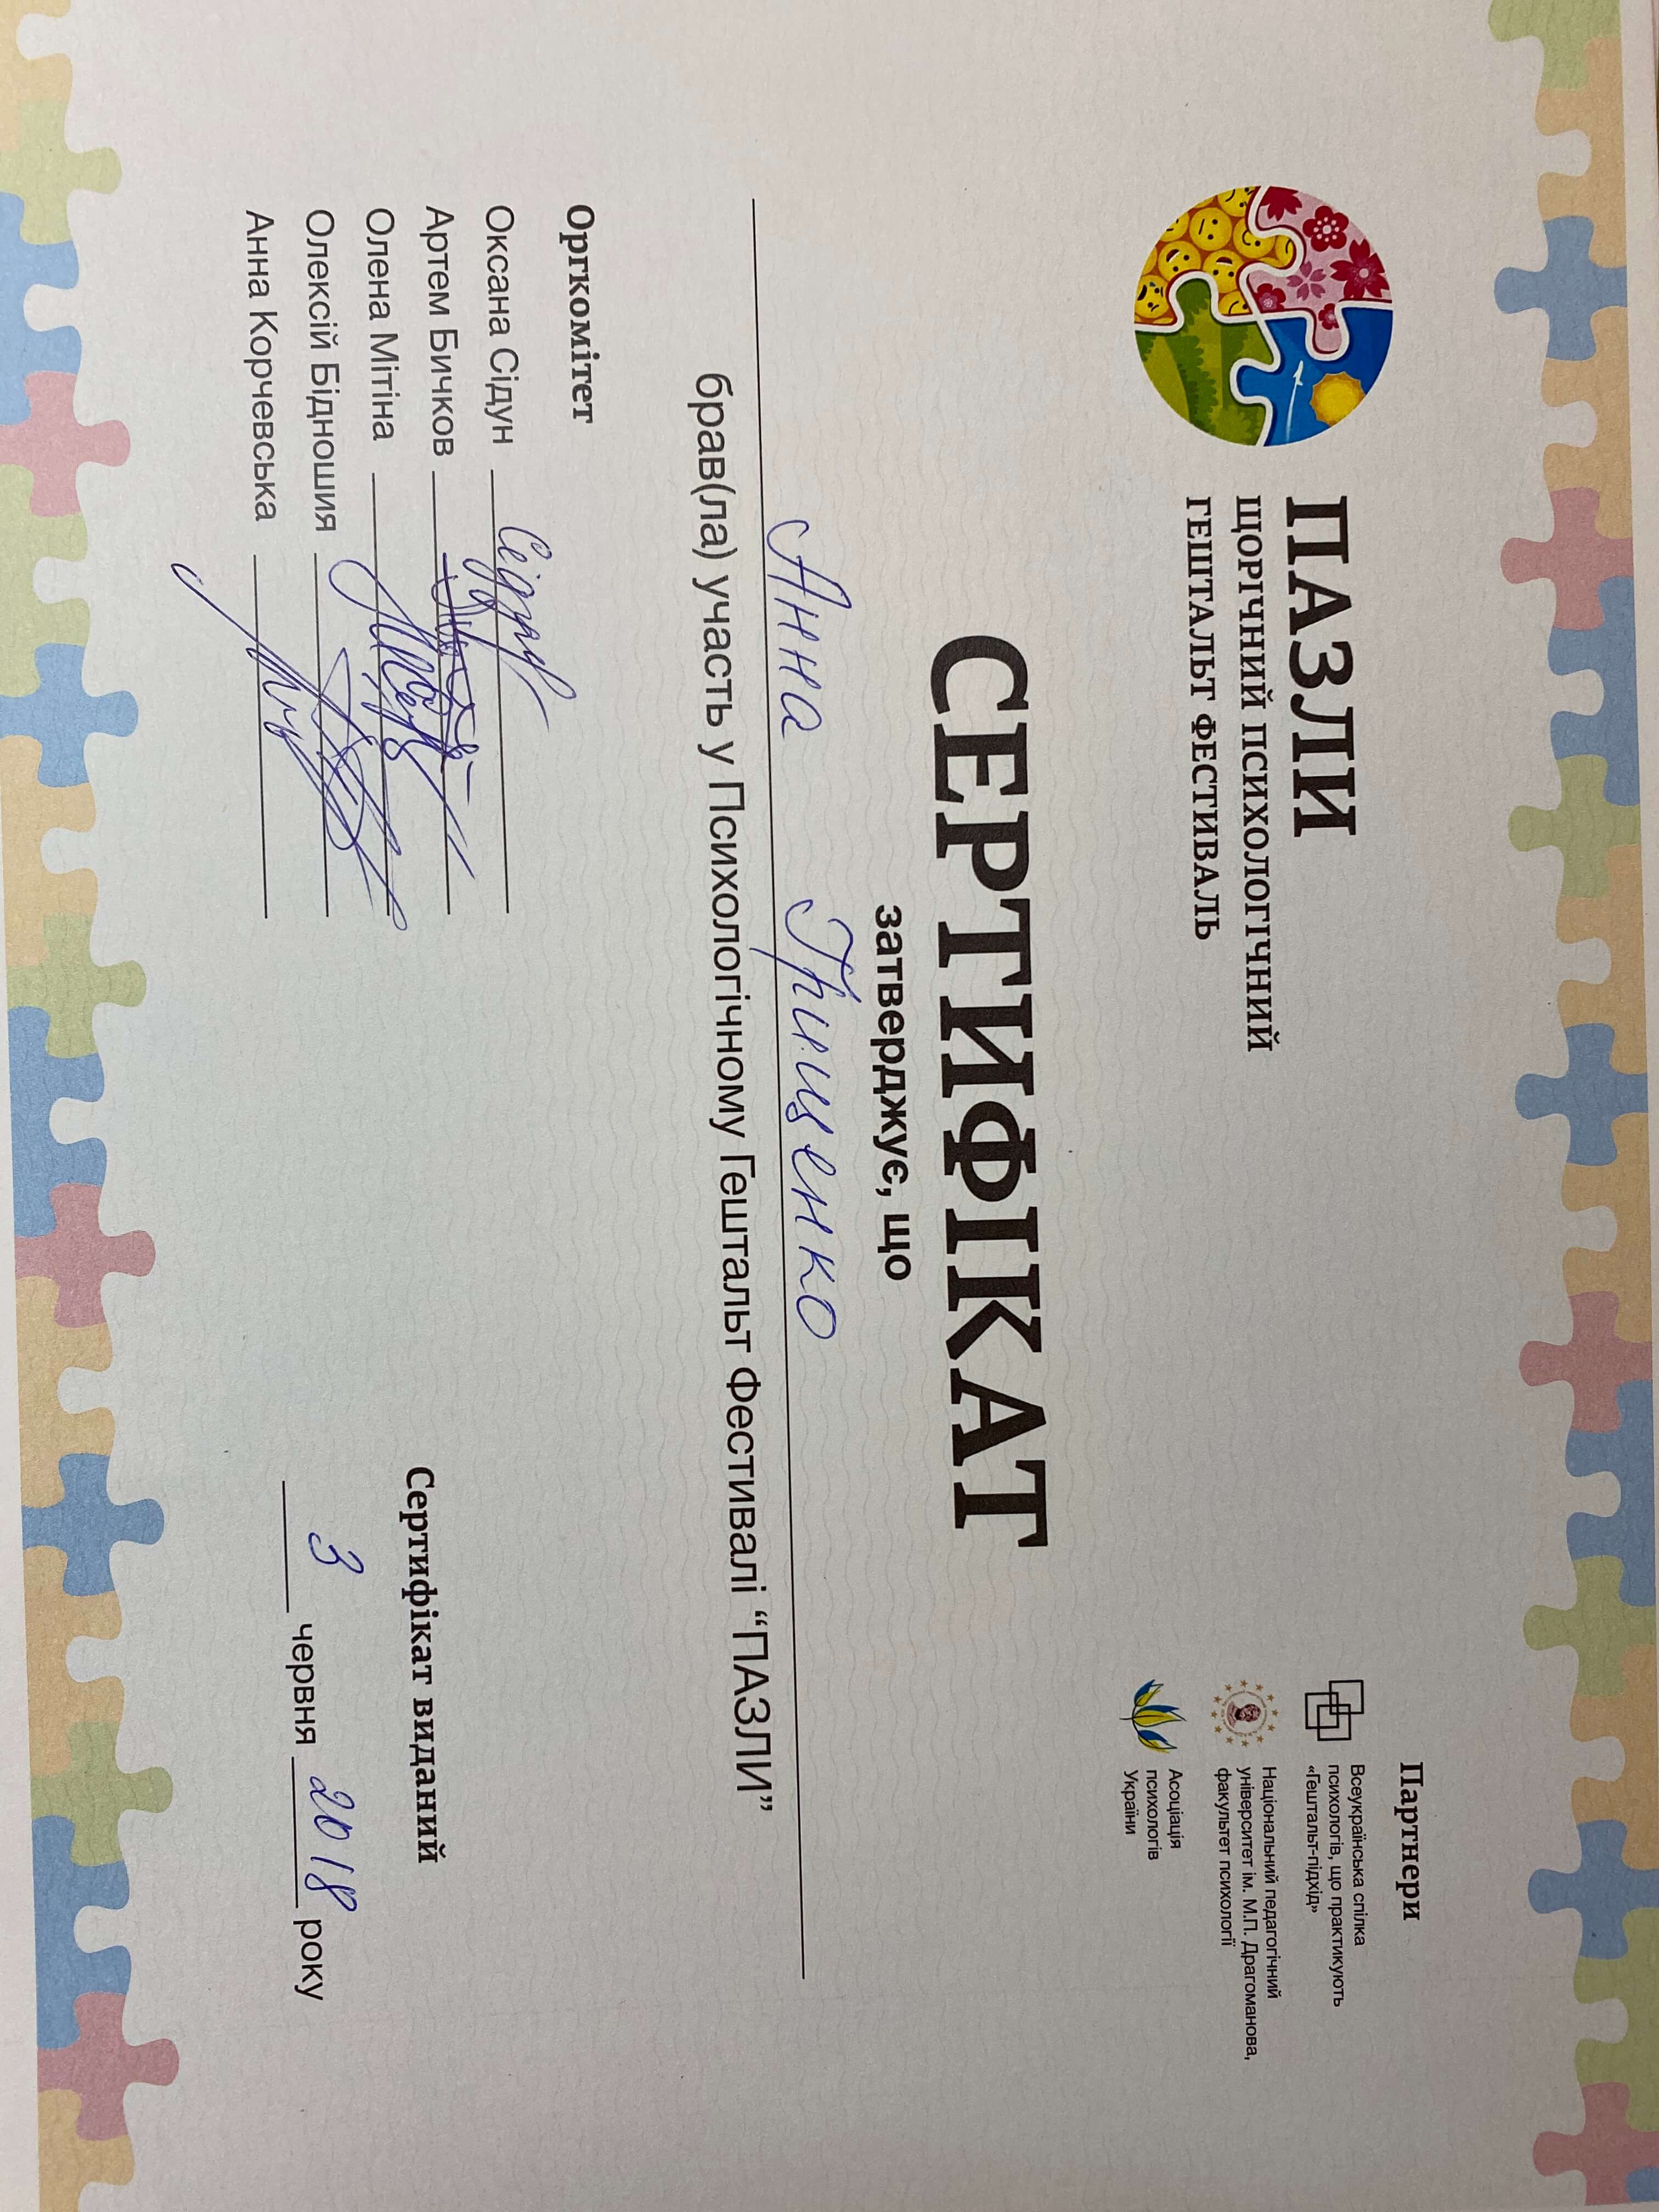 ПАЗЛИ
ЩОРІЧНИЙ ПСИХОЛОГІЧНИЙ
ГЕШТАЛЬТ ФЕСТИВАЛЬ
Партнери
Всеукраїнська спілка
психологів, що практикують
«Гештальт-підхід»
Національний педагогічний
університет ім. М.П. Драгоманова,
факультет психології
Асоціація
психологів
України
СЕРТИФІКАТ
затверджує, що
Анна Грищенко
брав(ла) участь у Психологічному Гештальт Фестивалі “ПАЗЛИ”
Оргкомітет
Оксана Сідун
Артем Бичков
Олена Мітіна
Олексій Бідношия
Анна Корчевська
Сертифікат виданий
3 червня 2018 року